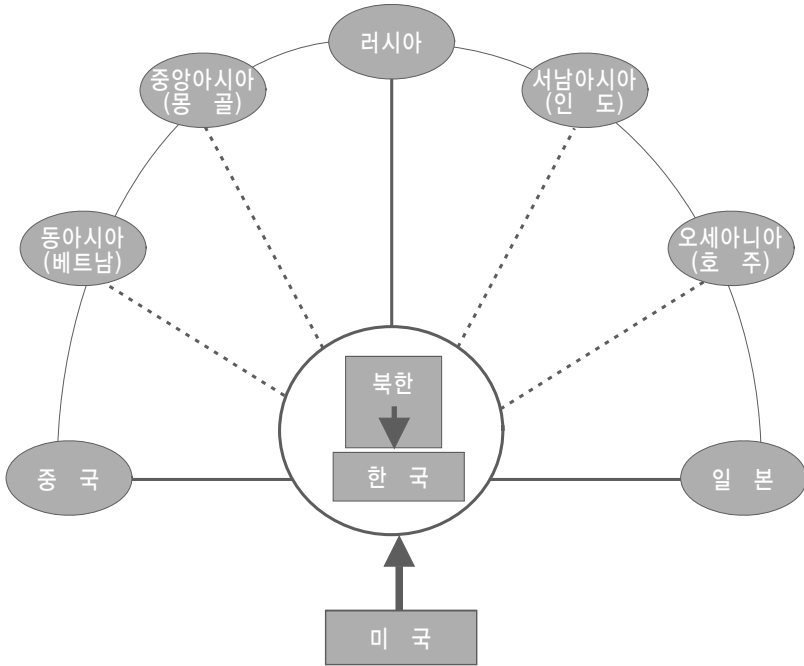 러시아
중앙아시아
(몽 골)
서남아시아
(인 도)
동아시아
(베트남)
오세아니아
(호 주)
북한
중 국
한 국
일 본
미 국